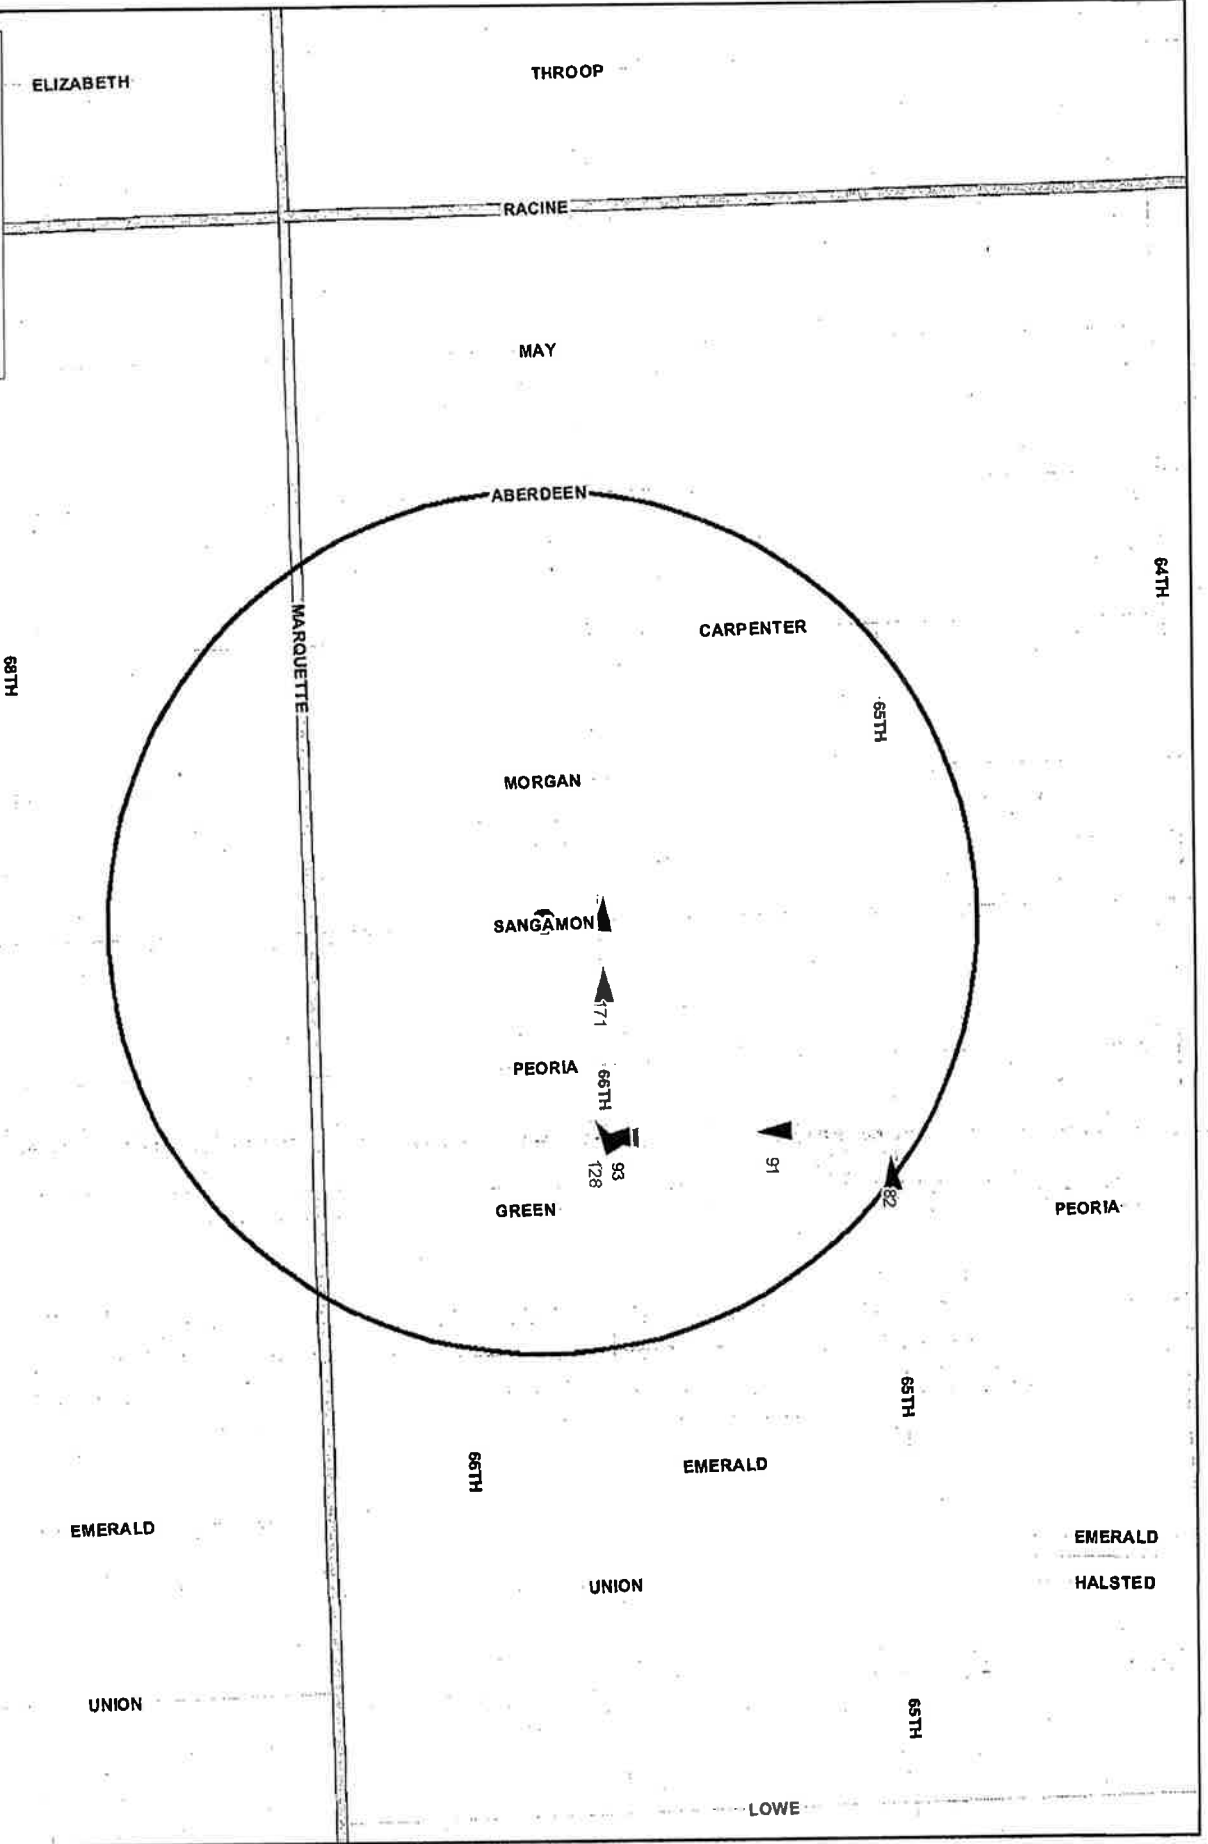 ELIZABETH
THROOP
RACINE
MAY
ABERDEEN
64TH
MARQUETTE
CARPENTER
68TH
65TH
MORGAN
SANGAMON
171
PEORIA
66TH
93
128
91
82
GREEN
PEORIA
65TH
66TH
EMERALD
EMERALD
EMERALD
HALSTED
UNION
UNION
65TH
LOWE